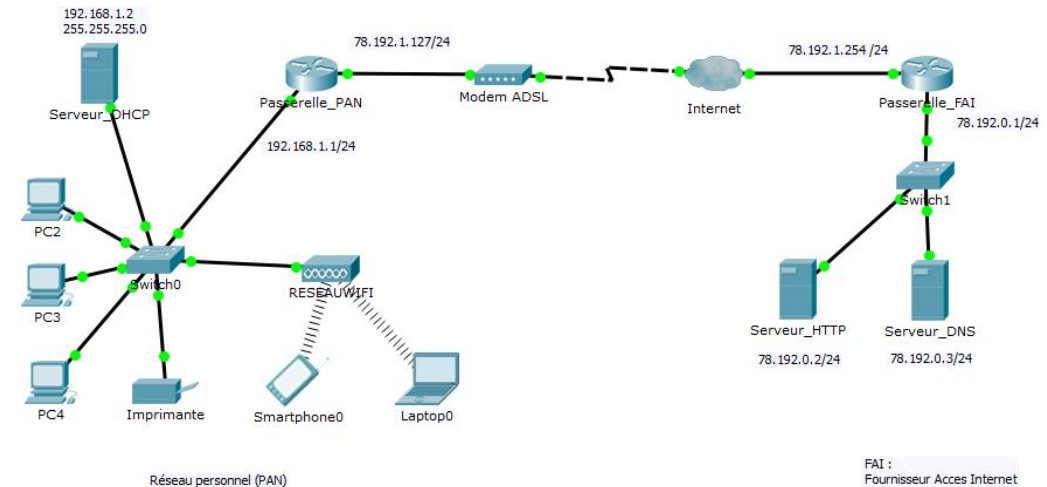 192.168.1.2
255.255.255.0
Serveur_DHCP
78.192.1.127/24
Passerelle_PAN
Modem ADSL
Internet
78.192.1.254 /24
Passerelle_FAI
78.192.0.1/24
192.168.1.1/24
Switch1
PC2
Switch0
RESEAUWIFI
PC3
Serveur_HTTP
Serveur_DNS
78.192.0.2/24
78.192.0.3/24
PC4
Imprimante
Smartphone0
Laptop0
Réseau personnel (PAN)
FAI :
Fournisseur Acces Internet